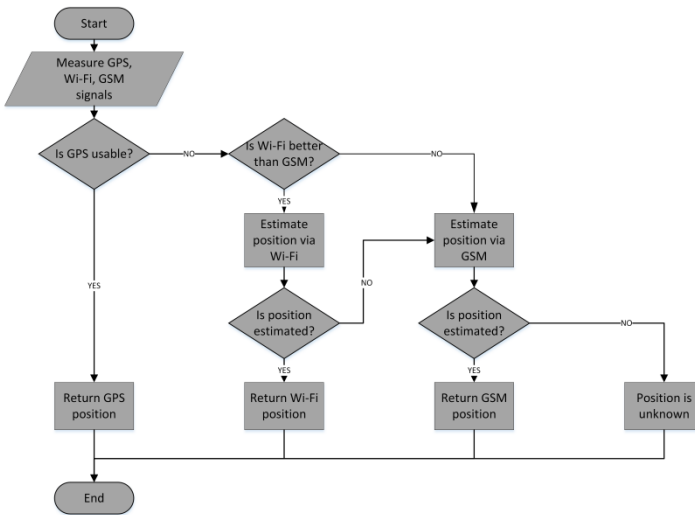 Start
Measure GPS,
Wi-Fi, GSM
signals
Is GPS usable?
NO
Is Wi-Fi better
than GSM?
NO
YES
Estimate
position via
Wi-Fi
Estimate
position via
GSM
YES
NO
Is position
estimated?
Is position
estimated?
NO
YES
YES
Return GPS
position
Return Wi-Fi
position
Return GSM
position
Position is
unknown
End